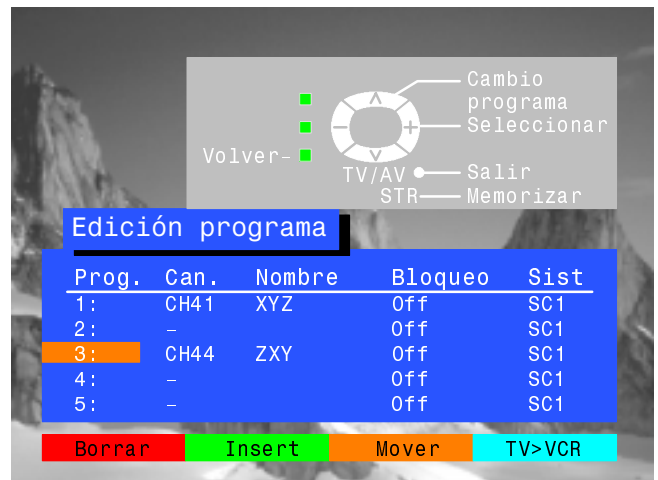 Cambio
programa
Seleccionar
Volver-
TV/AV Salir
STR Memorizar
Edición programa
Prog. Can. Nombre Bloqueo Sist
1: CH41 XYZ Off SC1
2: - Off SC1
3: CH44 ZXY Off SC1
4: - Off SC1
5: - Off SC1
Borrar Insert Mover TV>VCR